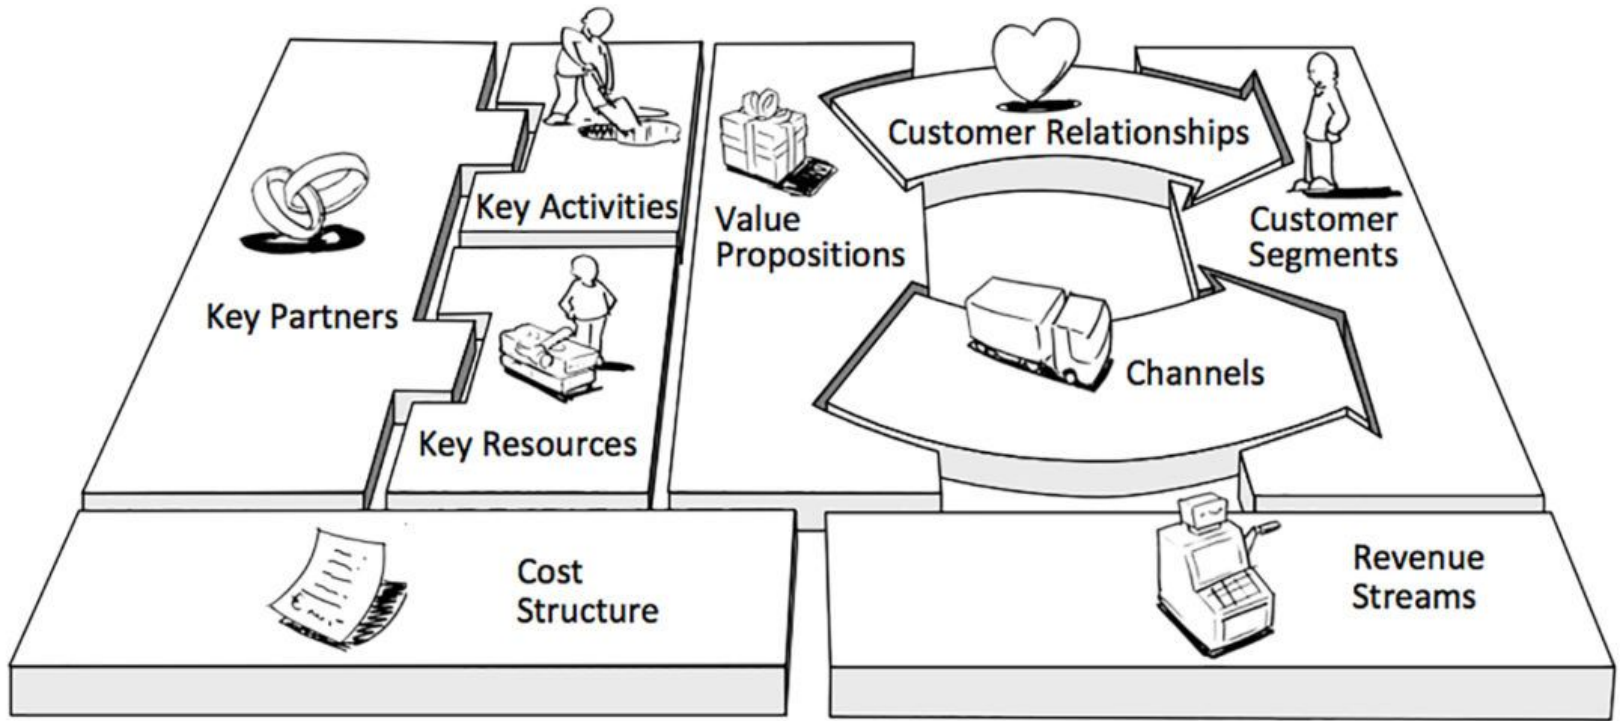 Key Partners
Key Activities
Key Resources
Value
Propositions
Customer Relationships
Channels
Customer
Segments
Cost
Structure
Revenue
Streams